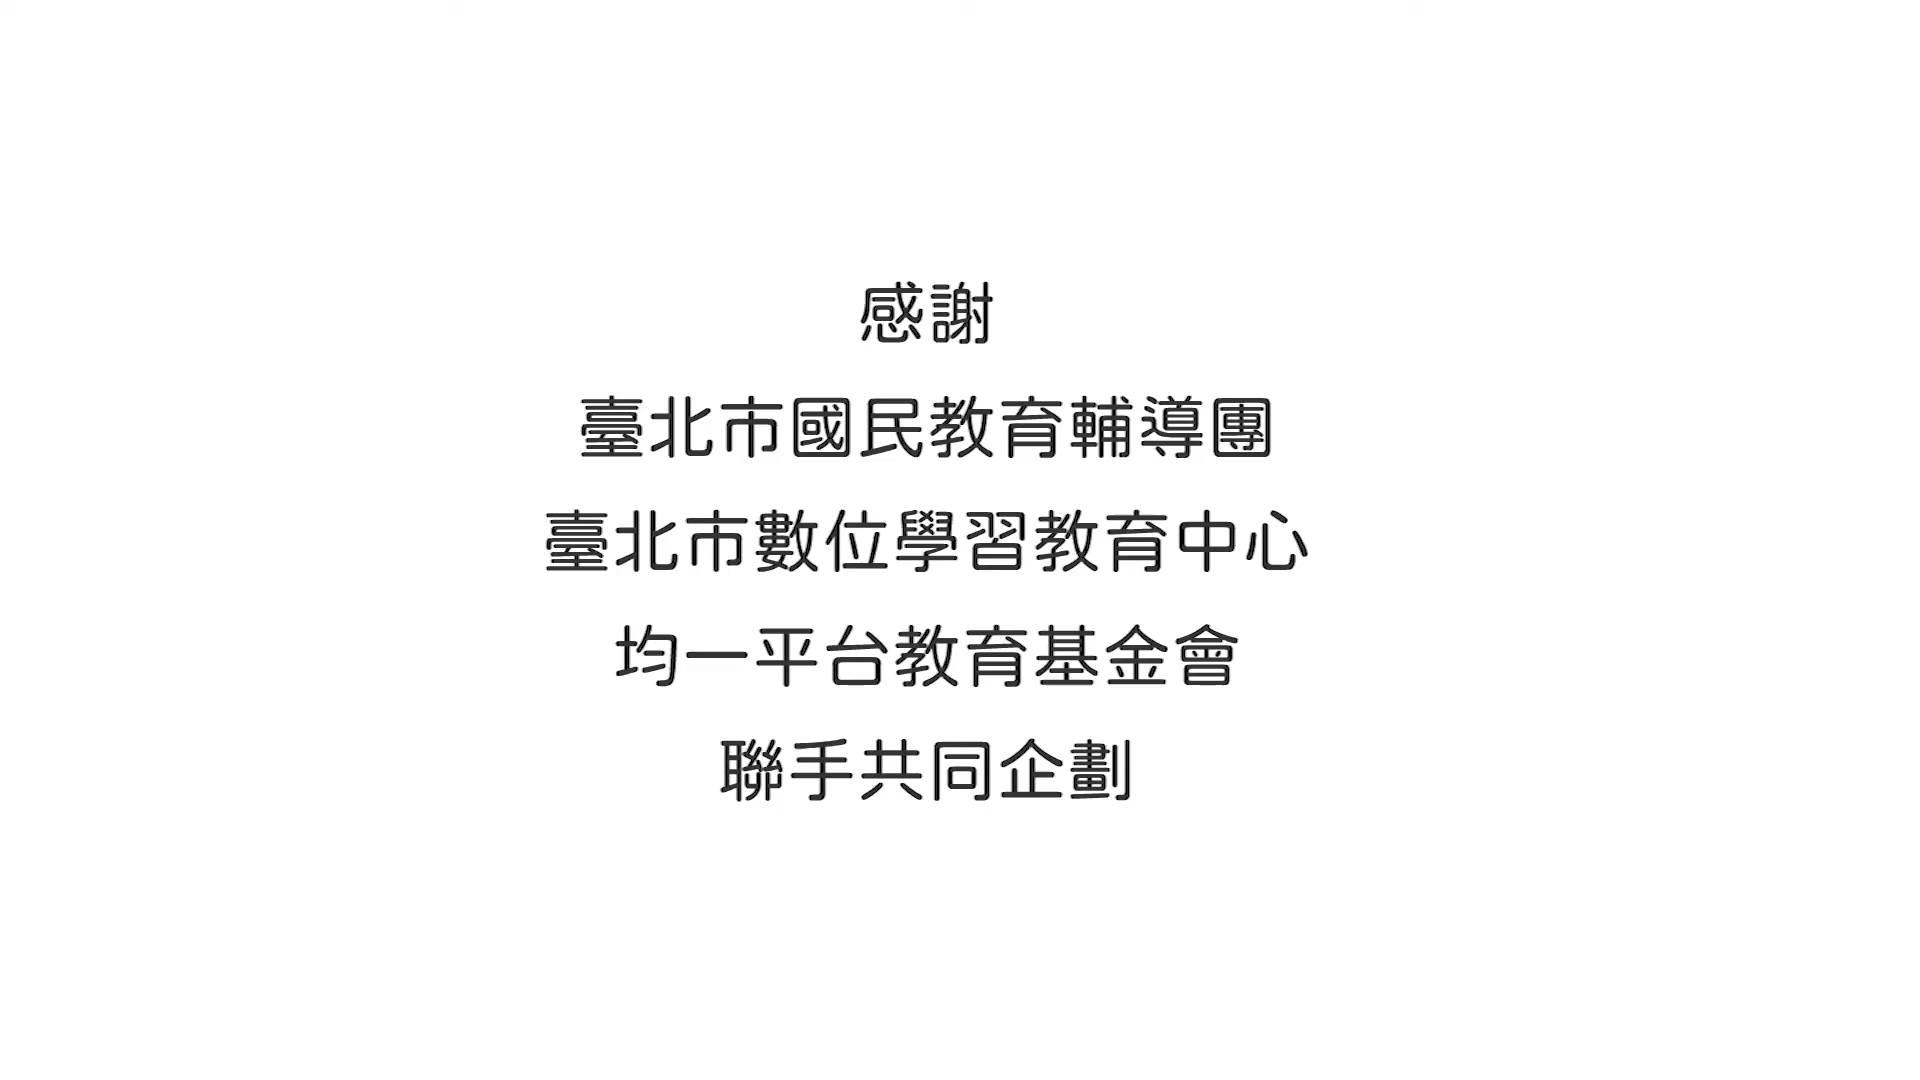 感謝
臺北市國民教育輔導團
臺北市數位學習教育中心
均一平台教育基金會
聯手共同企劃